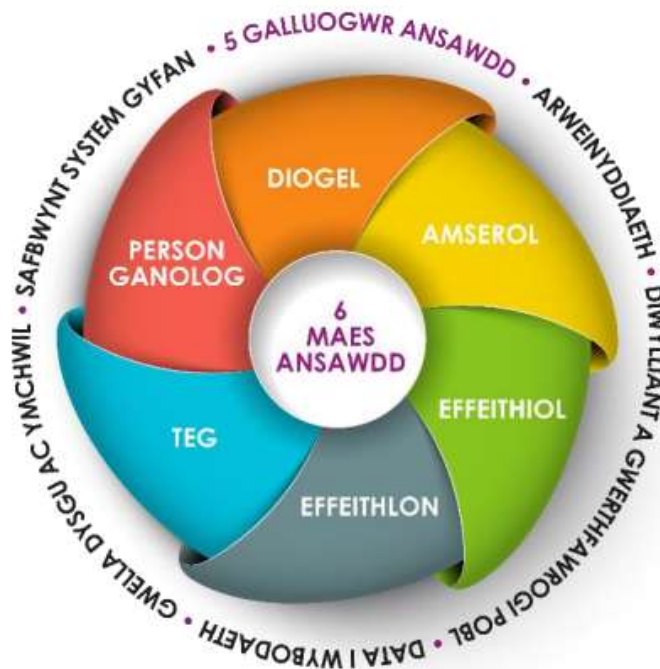 • 5 GALLUOGWR ANSAWDD • ARWEINYDDIAETH • DIWYLLIANT A GWERTHFAWROGI POBL • DATA I WYBODAETH • GWELLA DYSGU AC YMCHWIL • SAFBWYNT SYSTEM GYFAN
DIOGEL
AMSEROL
EFFEITHIOL
EFFEITHLON
TEG
PERSON
GANOLOG
6
MAES
ANSAWDD